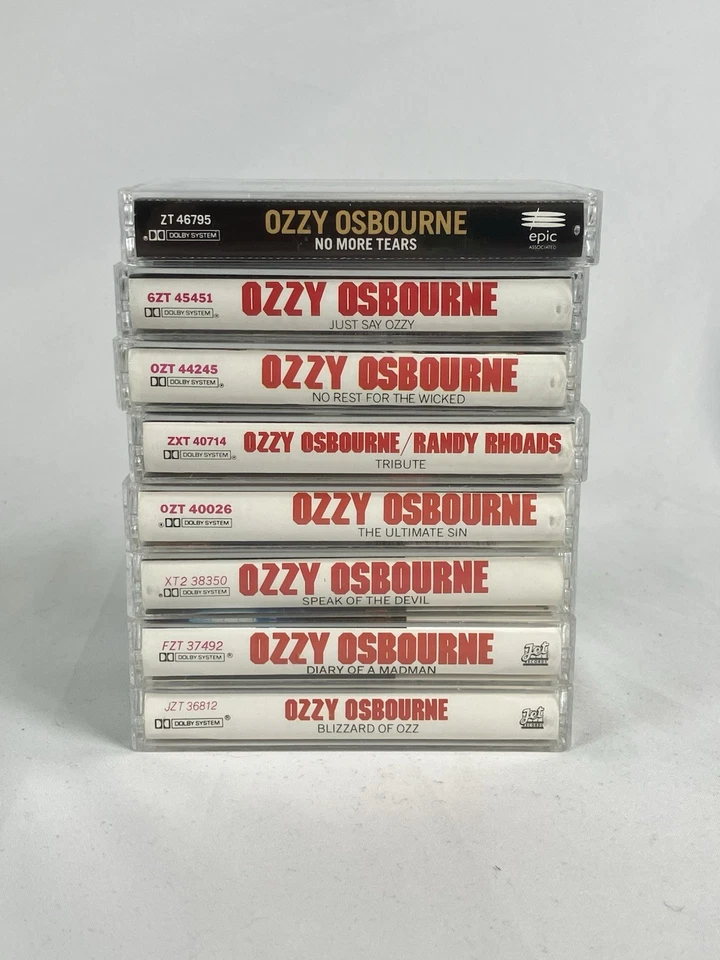 ZT 46795
DOLBY SYSTEM
OZZY OSBOURNE
NO MORE TEARS
epic
ASSOCIATED
6ZT 45451
DOLBY SYSTEM
OZZY OSBOURNE
JUST SAY OZZY
OZT 44245
DOLBY SYSTEM
OZZY OSBOURNE
NO REST FOR THE WICKED
ZXT 40714
DOLBY SYSTEM
OZZY OSBOURNE/RANDY RHOADS
TRIBUTE
OZT 40026
DOLBY SYSTEM
OZZY OSBOURNE
THE ULTIMATE SIN
XT2 38350
DOLBY SYSTEM
OZZY OSBOURNE
SPEAK OF THE DEVIL
FZT 37492
DOLBY SYSTEM ®
OZZY OSBOURNE
DIARY OF A MADMAN
Jet
RECORDS
JZT 36812
DOLBY SYSTEM ®
OZZY OSBOURNE
BLIZZARD OF OZZ
Jet
RECORDS